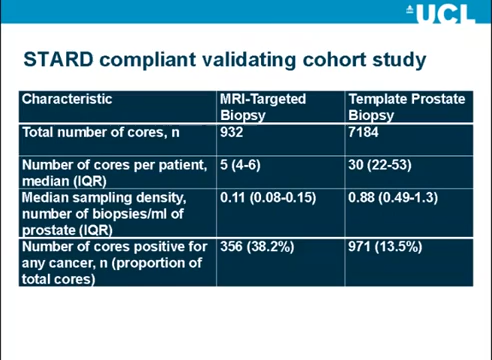 UCL
STARD compliant validating cohort study
Characteristic MRI-Targeted Template Prostate
Biopsy Biopsy
Total number of cores, n 932 7184
Number of cores per patient, 5 (4-6) 30 (22-53)
median (IQR)
Median sampling density, 0.11 (0.08-0.15) 0.88 (0.49-1.3)
number of biopsies/ml of
prostate (IQR)
Number of cores positive for 356 (38.2%) 971 (13.5%)
any cancer, n (proportion of
total cores)